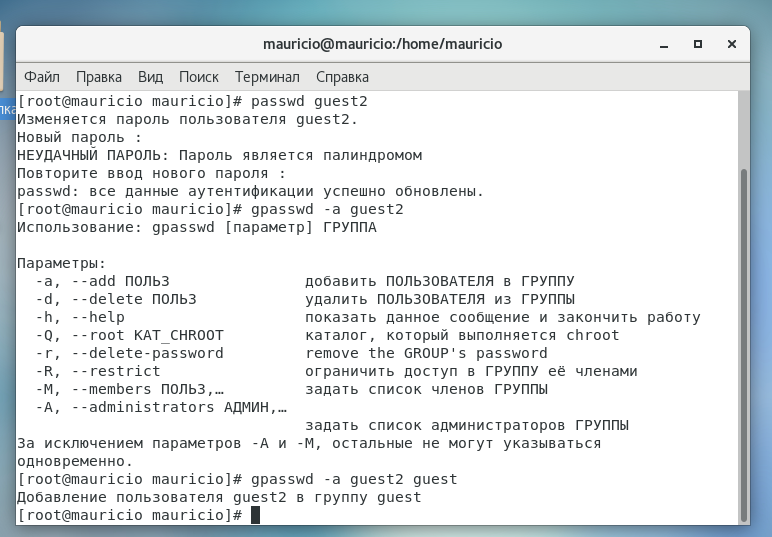 mauricio@mauricio:/home/mauricio
Файл Правка Вид Поиск Терминал Справка
[root@mauricio mauricio]# passwd guest2
Изменяется пароль пользователя guest2.
Новый пароль :
НЕУДАЧНЫЙ ПАРОЛЬ: Пароль является палиндромом
Повторите ввод нового пароля :
passwd: все данные аутентификации успешно обновлены.
[root@mauricio mauricio]# gpasswd -a guest2
Использование: gpasswd [параметр] ГРУППА

Параметры:
  -a, --add ПОЛЬЗ               добавить ПОЛЬЗОВАТЕЛЯ в ГРУППУ
  -d, --delete ПОЛЬЗ            удалить ПОЛЬЗОВАТЕЛЯ из ГРУППЫ
  -h, --help                    показать данное сообщение и закончить работу
  -Q, --root КАТ_CHROOT         каталог, который выполняется chroot
  -r, --delete-password         remove the GROUP's password
  -R, --restrict                ограничить доступ в ГРУППУ её членами
  -M, --members ПОЛЬЗ,…         задать список членов ГРУППЫ
  -A, --administrators АДМИН,…
                                задать список администраторов ГРУППЫ
За исключением параметров -A и -M, остальные не могут указываться
одновременно.
[root@mauricio mauricio]# gpasswd -a guest2 guest
Добавление пользователя guest2 в группу guest
[root@mauricio mauricio]#